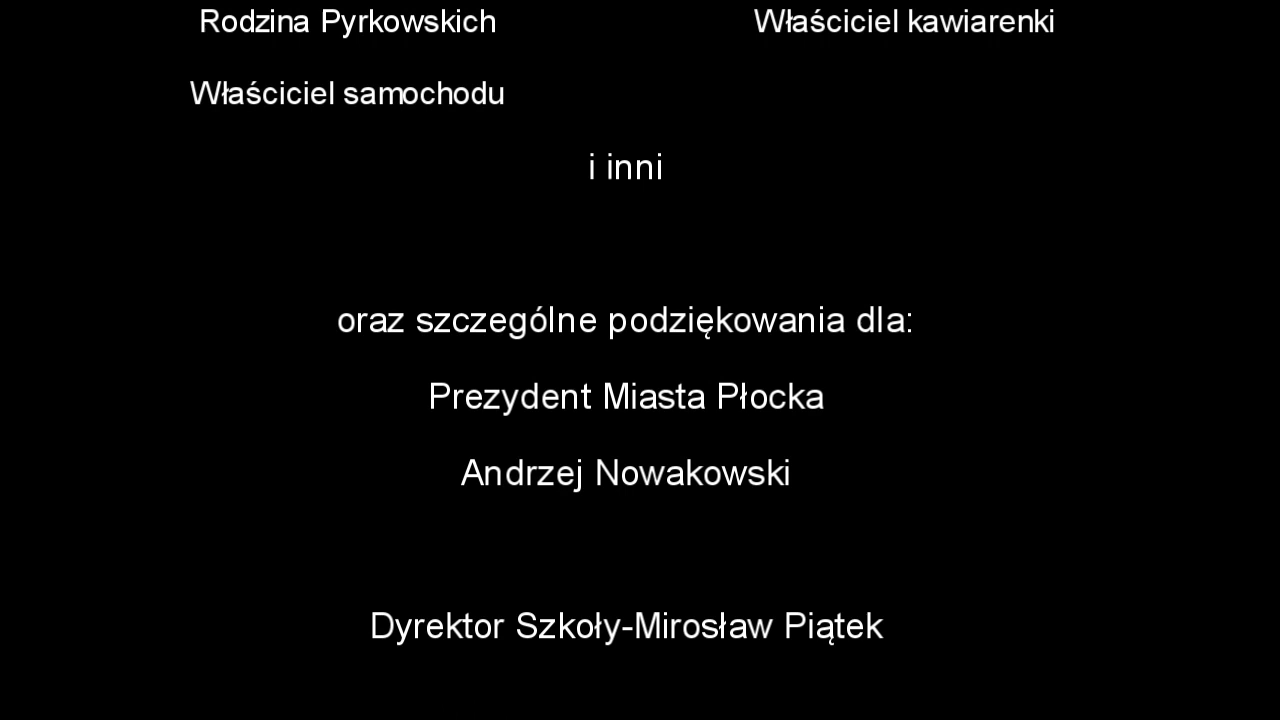 Rodzina Pyrkowskich
Właściciel kawiarenki
Właściciel samochodu
i inni
oraz szczególne podziękowania dla:
Prezydent Miasta Płocka
Andrzej Nowakowski
Dyrektor Szkoły-Mirosław Piątek